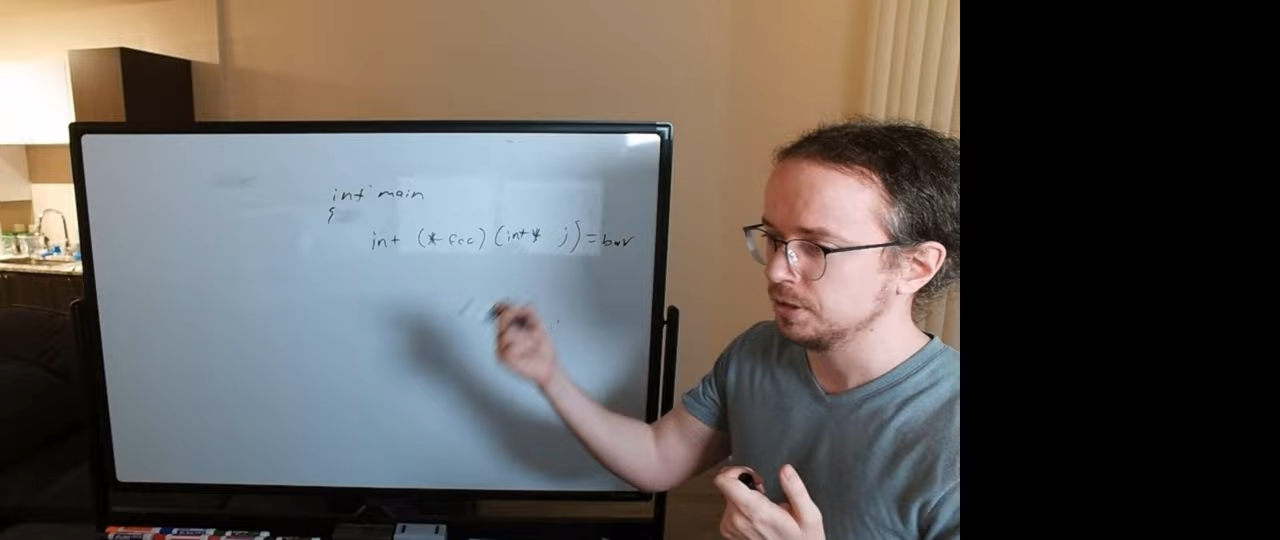 int main
{
int (*foo) (int* j) = bar